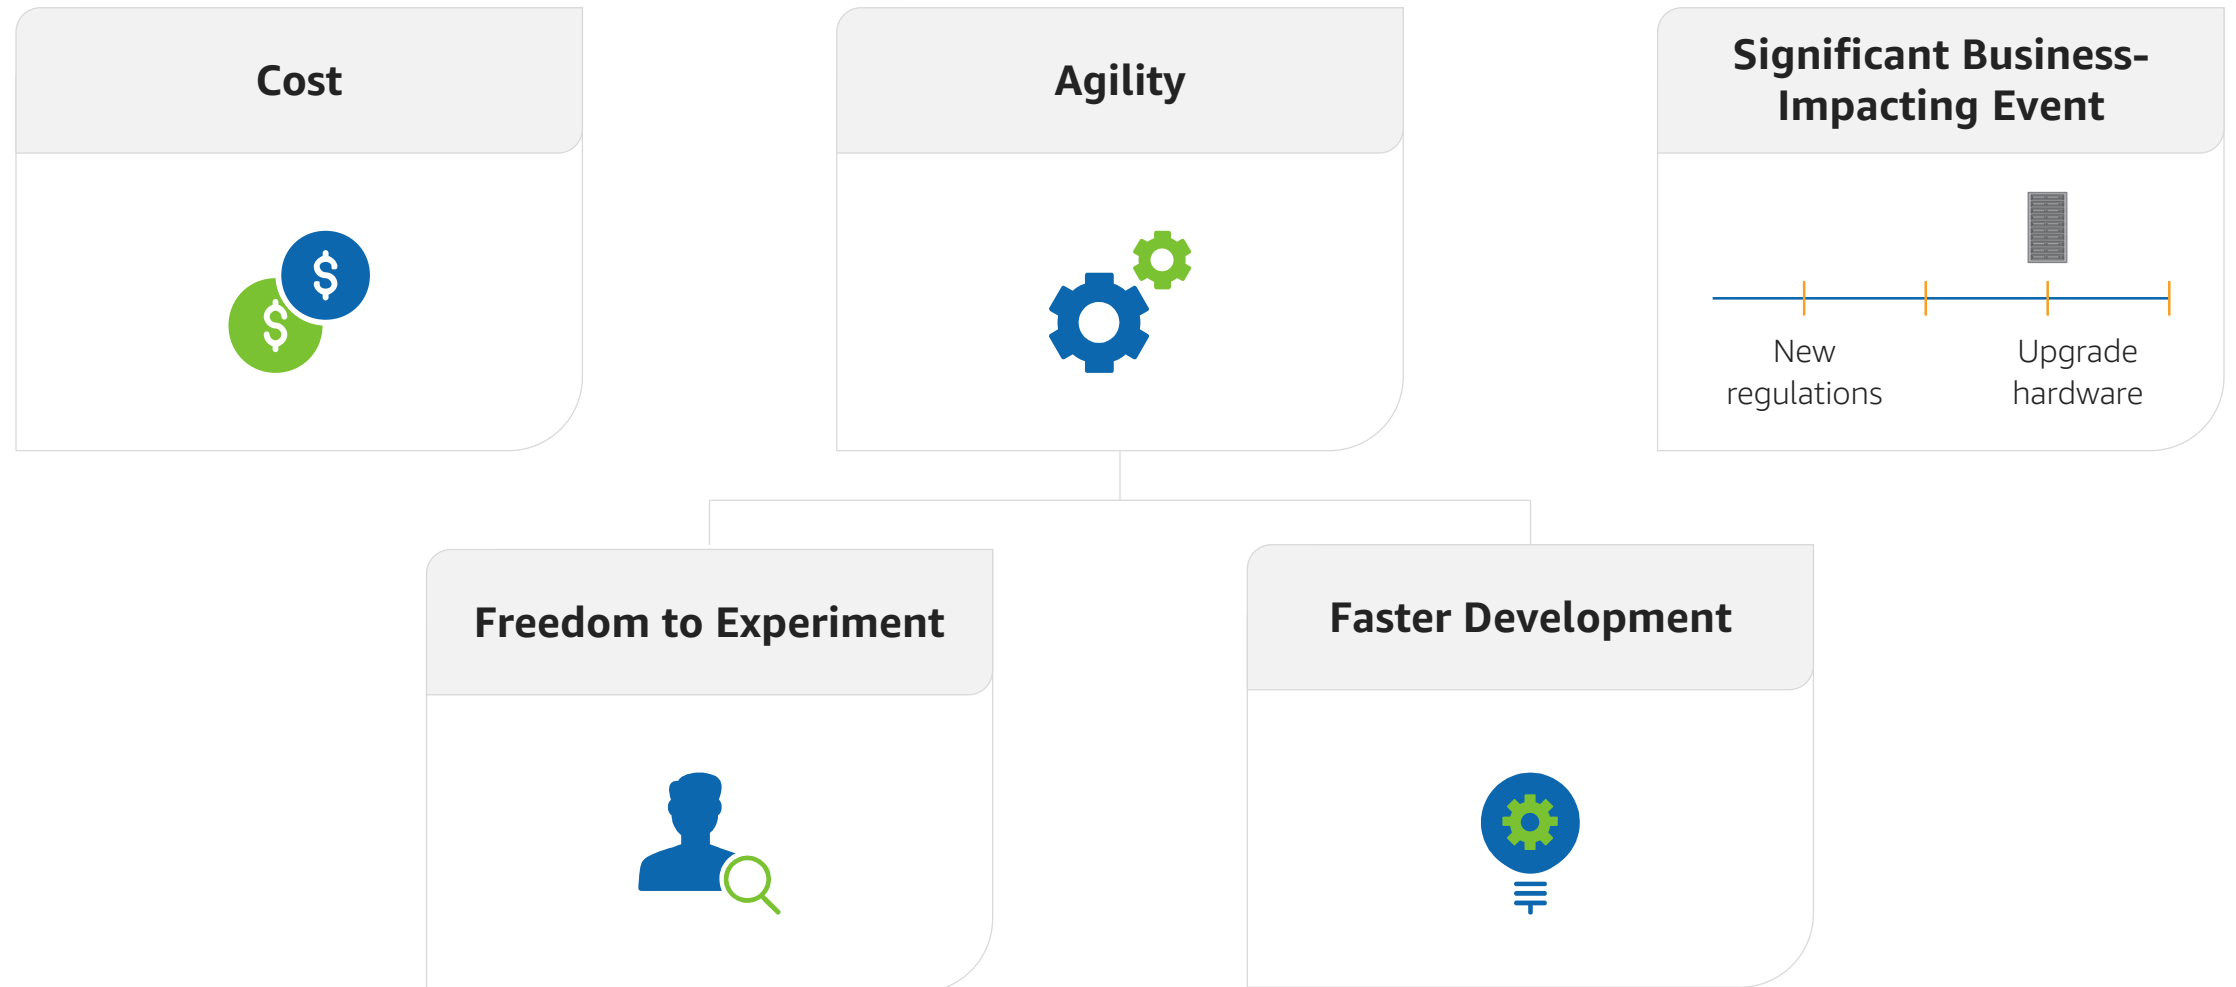 Cost
Agility
Significant Business-
Impacting Event
$
$
New
regulations
Upgrade
hardware
Freedom to Experiment
Faster Development